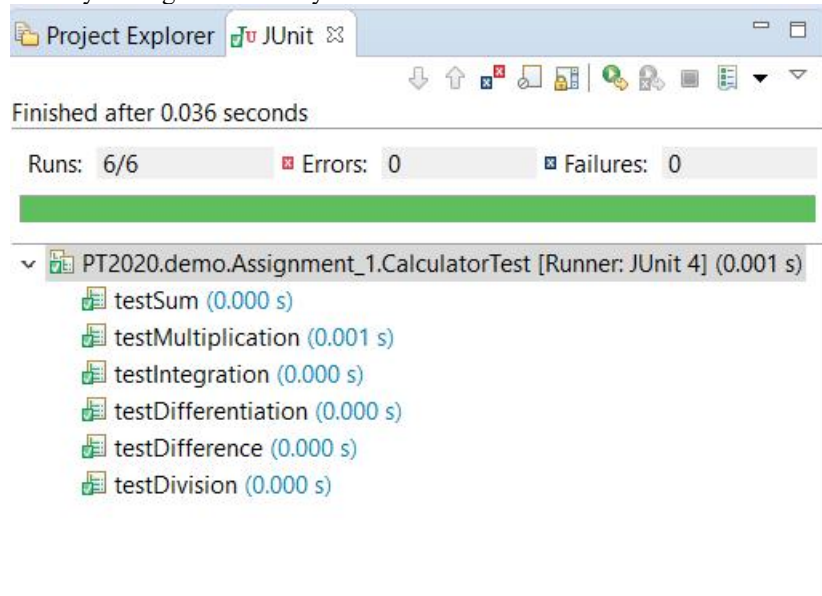 Project Explorer JUnit
Finished after 0.036 seconds
Runs: 6/6 Errors: 0 Failures: 0
PT2020.demo.Assignment_1.CalculatorTest [Runner: JUnit 4] (0.001 s)
testSum (0.000 s)
testMultiplication (0.001 s)
testIntegration (0.000 s)
testDifferentiation (0.000 s)
testDifference (0.000 s)
testDivision (0.000 s)